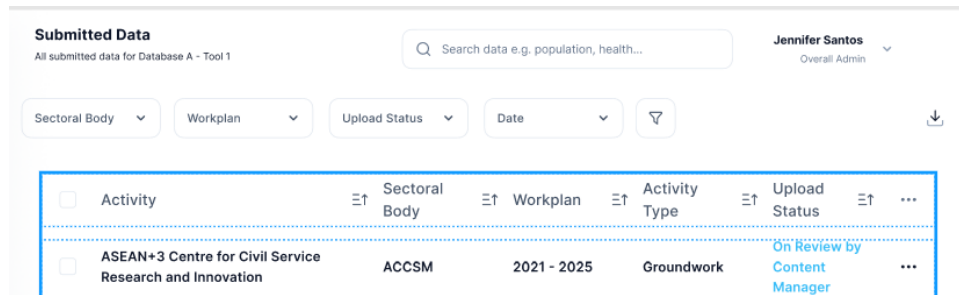 Submitted Data
All submitted data for Database A - Tool 1
Search data e.g. population, health...
Jennifer Santos
Overall Admin
Sectoral Body
Workplan
Upload Status
Date
Activity
Sectoral
Body
Workplan
Activity
Type
Upload
Status
ASEAN+3 Centre for Civil Service
Research and Innovation
ACCSM
2021 - 2025
Groundwork
On Review by
Content
Manager